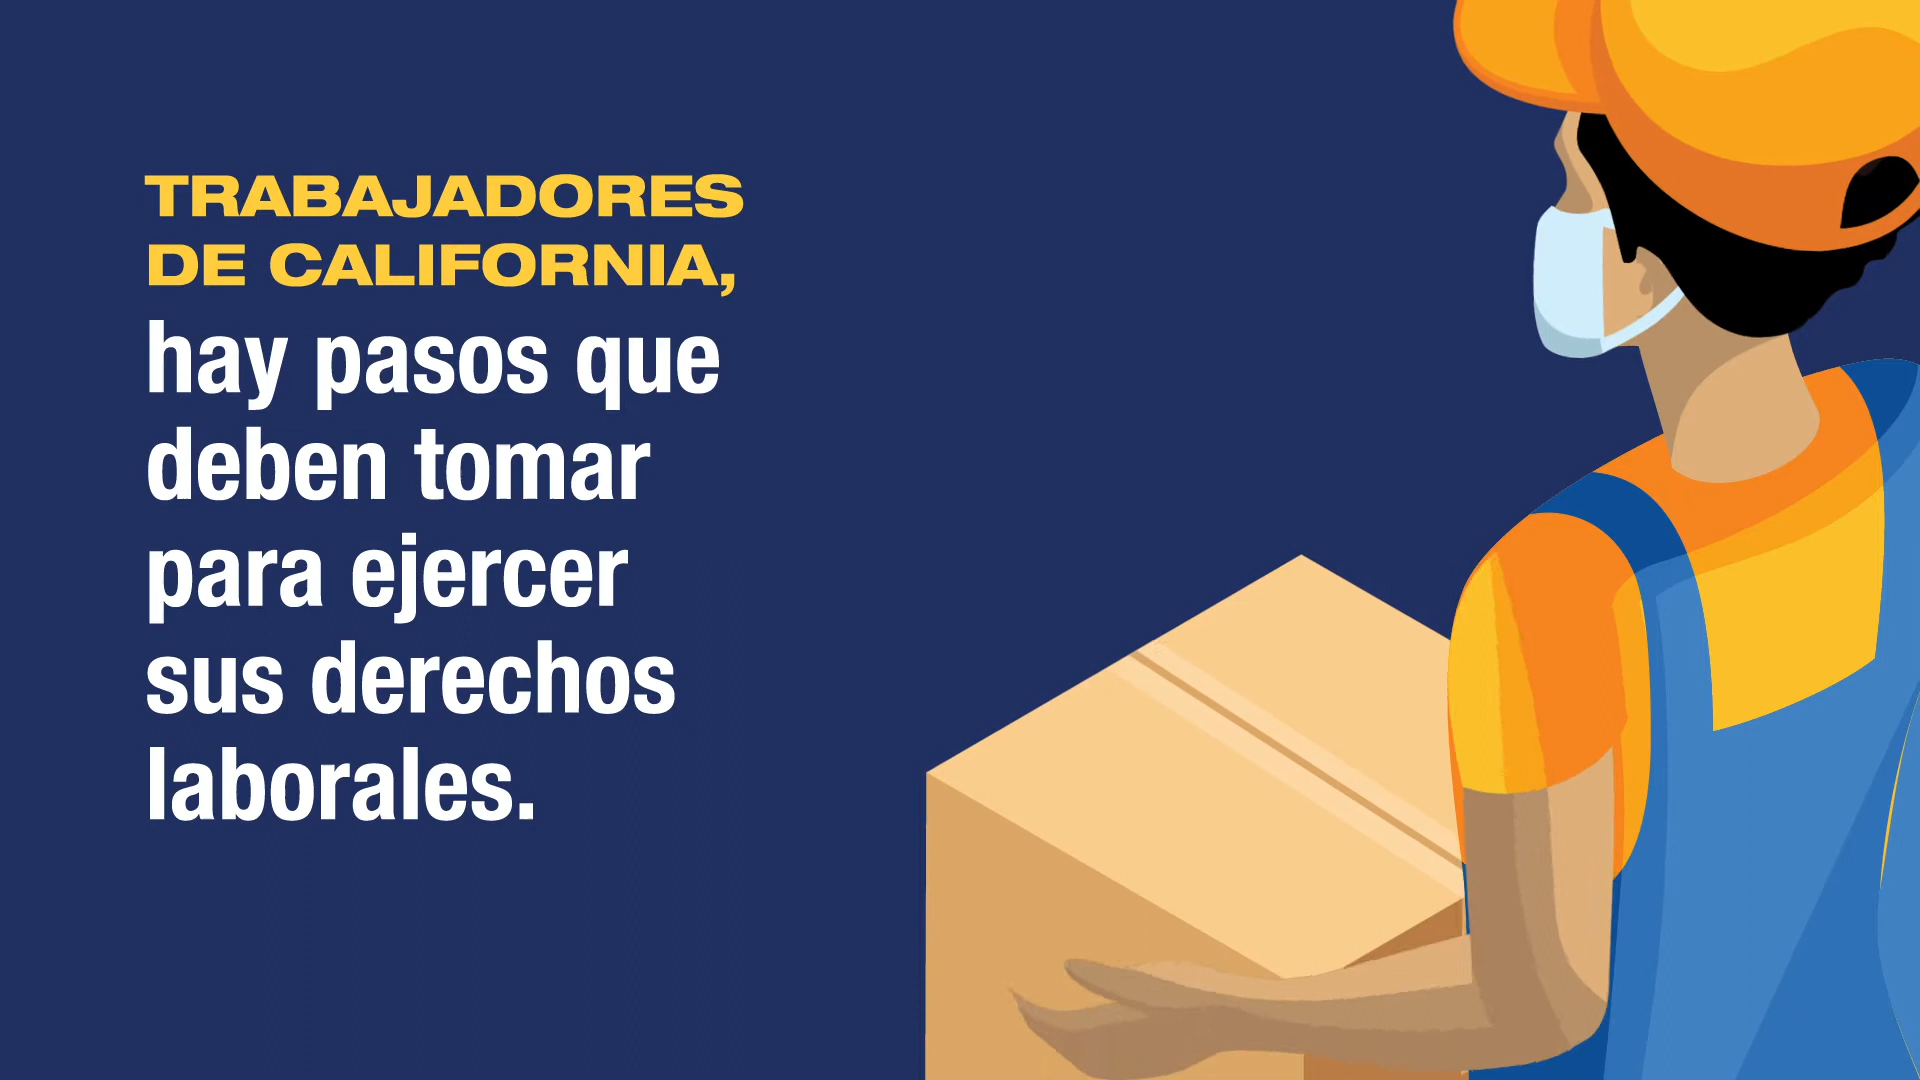 TRABAJADORES
DE CALIFORNIA,
hay pasos que
deben tomar
para ejercer
sus derechos
laborales.